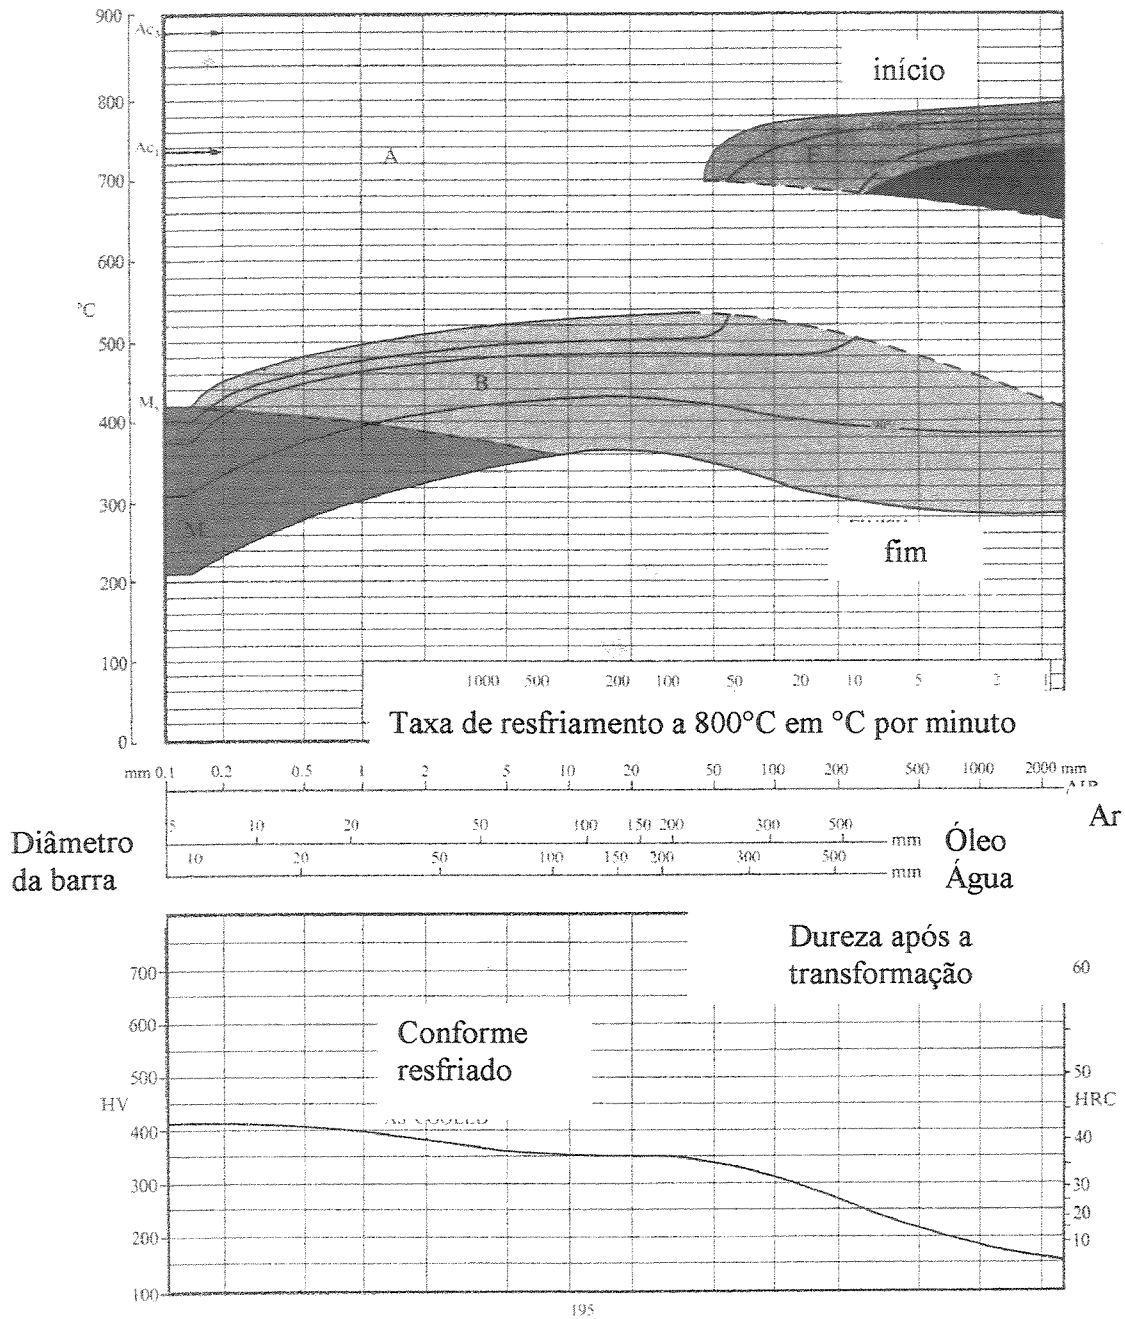 900
Ac₃
início
800
Ac₁
A
F
700
600
°C
500
B
Mₛ
400
90%
300
M
fim
200
100
1000 500 200 100 50 20 10 5 2 1
Taxa de resfriamento a 800°C em °C por minuto
0
mm 0.1 0.2 0.5 1 2 5 10 20 50 100 200 500 1000 2000 mm
AIR
Ar
5 10 20 50 100 150 200 300 500 mm Óleo
Diâmetro
da barra
10 20 50 100 150 200 300 500 mm Água
Dureza após a
transformação
700
60
Conforme
resfriado
600
500
50
HV
HRC
AS COOLED
400
40
300
30
20
200
10
100
195